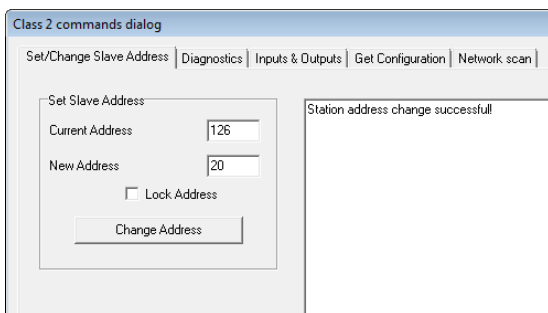 Class 2 commands dialog
Set/Change Slave Address Diagnostics Inputs & Outputs Get Configuration Network scan
Set Slave Address
Current Address 126
New Address 20
Lock Address
Change Address
Station address change successful!